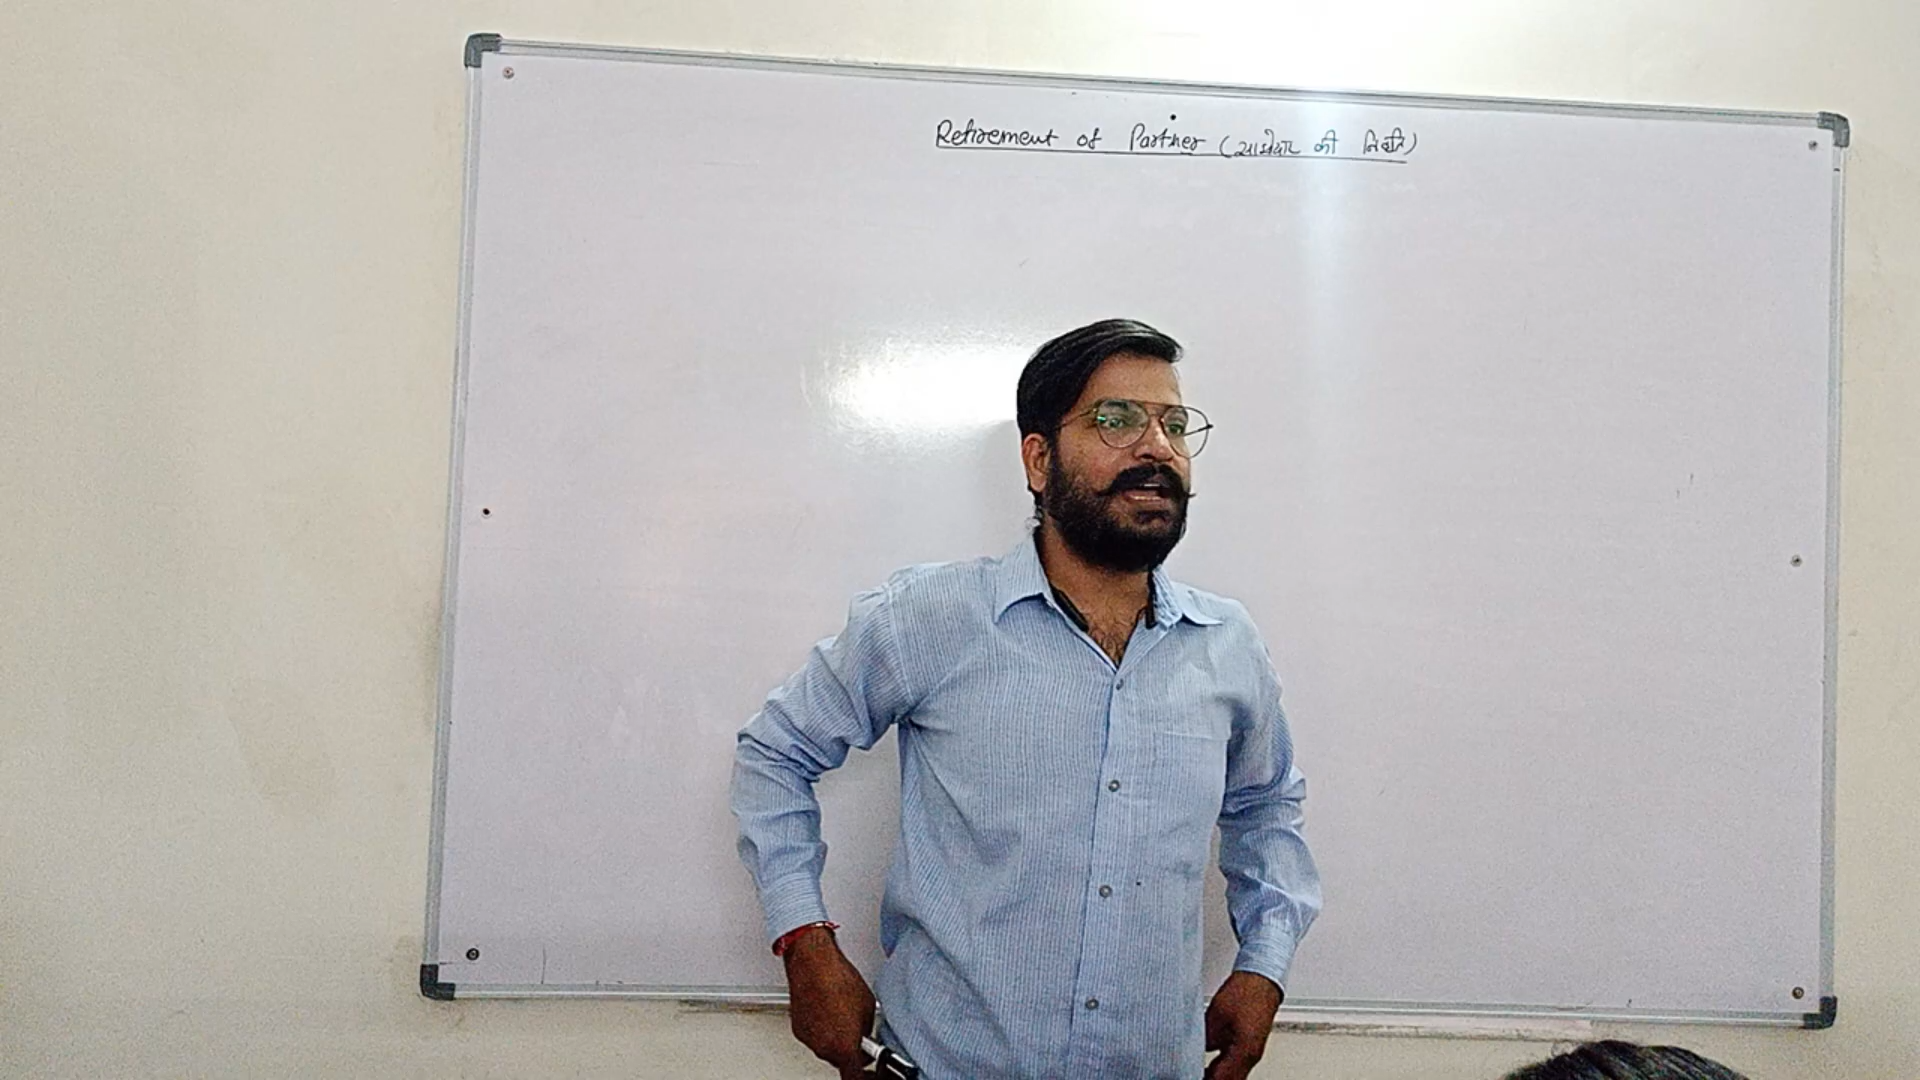 Retirement of Partner (साझेदार की निवृति)